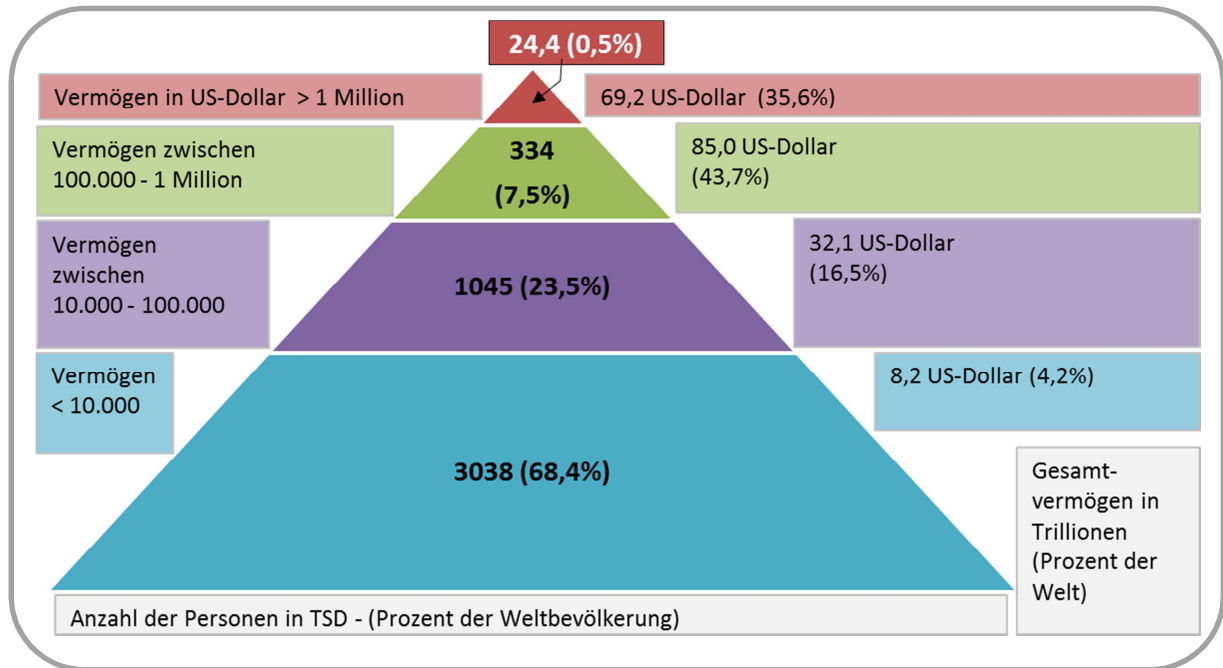 24,4 (0,5%)
Vermögen in US-Dollar > 1 Million
69,2 US-Dollar (35,6%)
Vermögen zwischen
100.000 - 1 Million
334
(7,5%)
85,0 US-Dollar
(43,7%)
Vermögen
zwischen
10.000 - 100.000
1045 (23,5%)
32,1 US-Dollar
(16,5%)
Vermögen
< 10.000
3038 (68,4%)
8,2 US-Dollar (4,2%)
Gesamt-
vermögen in
Trillionen
(Prozent der
Welt)
Anzahl der Personen in TSD - (Prozent der Weltbevölkerung)